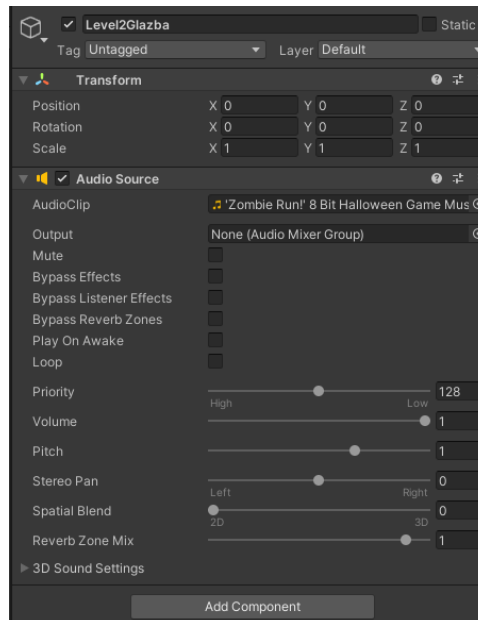 Level2Glazba Static
Tag Untagged Layer Default
Transform
Position X 0 Y 0 Z 0
Rotation X 0 Y 0 Z 0
Scale X 1 Y 1 Z 1
Audio Source
AudioClip 'Zombie Run!' 8 Bit Halloween Game Mus
Output None (Audio Mixer Group)
Mute
Bypass Effects
Bypass Listener Effects
Bypass Reverb Zones
Play On Awake
Loop
Priority 128
High Low
Volume 1
Pitch 1
Stereo Pan 0
Left Right
Spatial Blend 0
2D 3D
Reverb Zone Mix 1
3D Sound Settings
Add Component